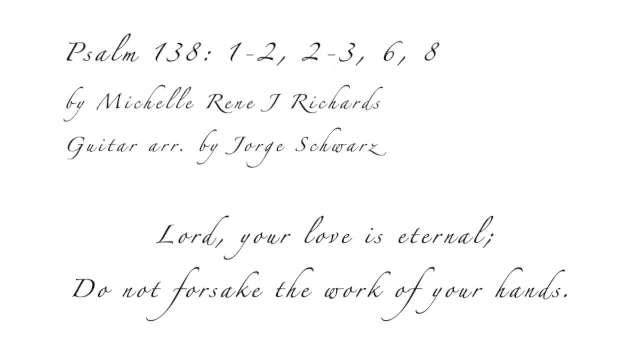 Psalm 138: 1-2, 2-3, 6, 8
by Michelle Rene J Richards
Guitar arr. by Jorge Schwarz
Lord, your love is eternal;
Do not forsake the work of your hands.